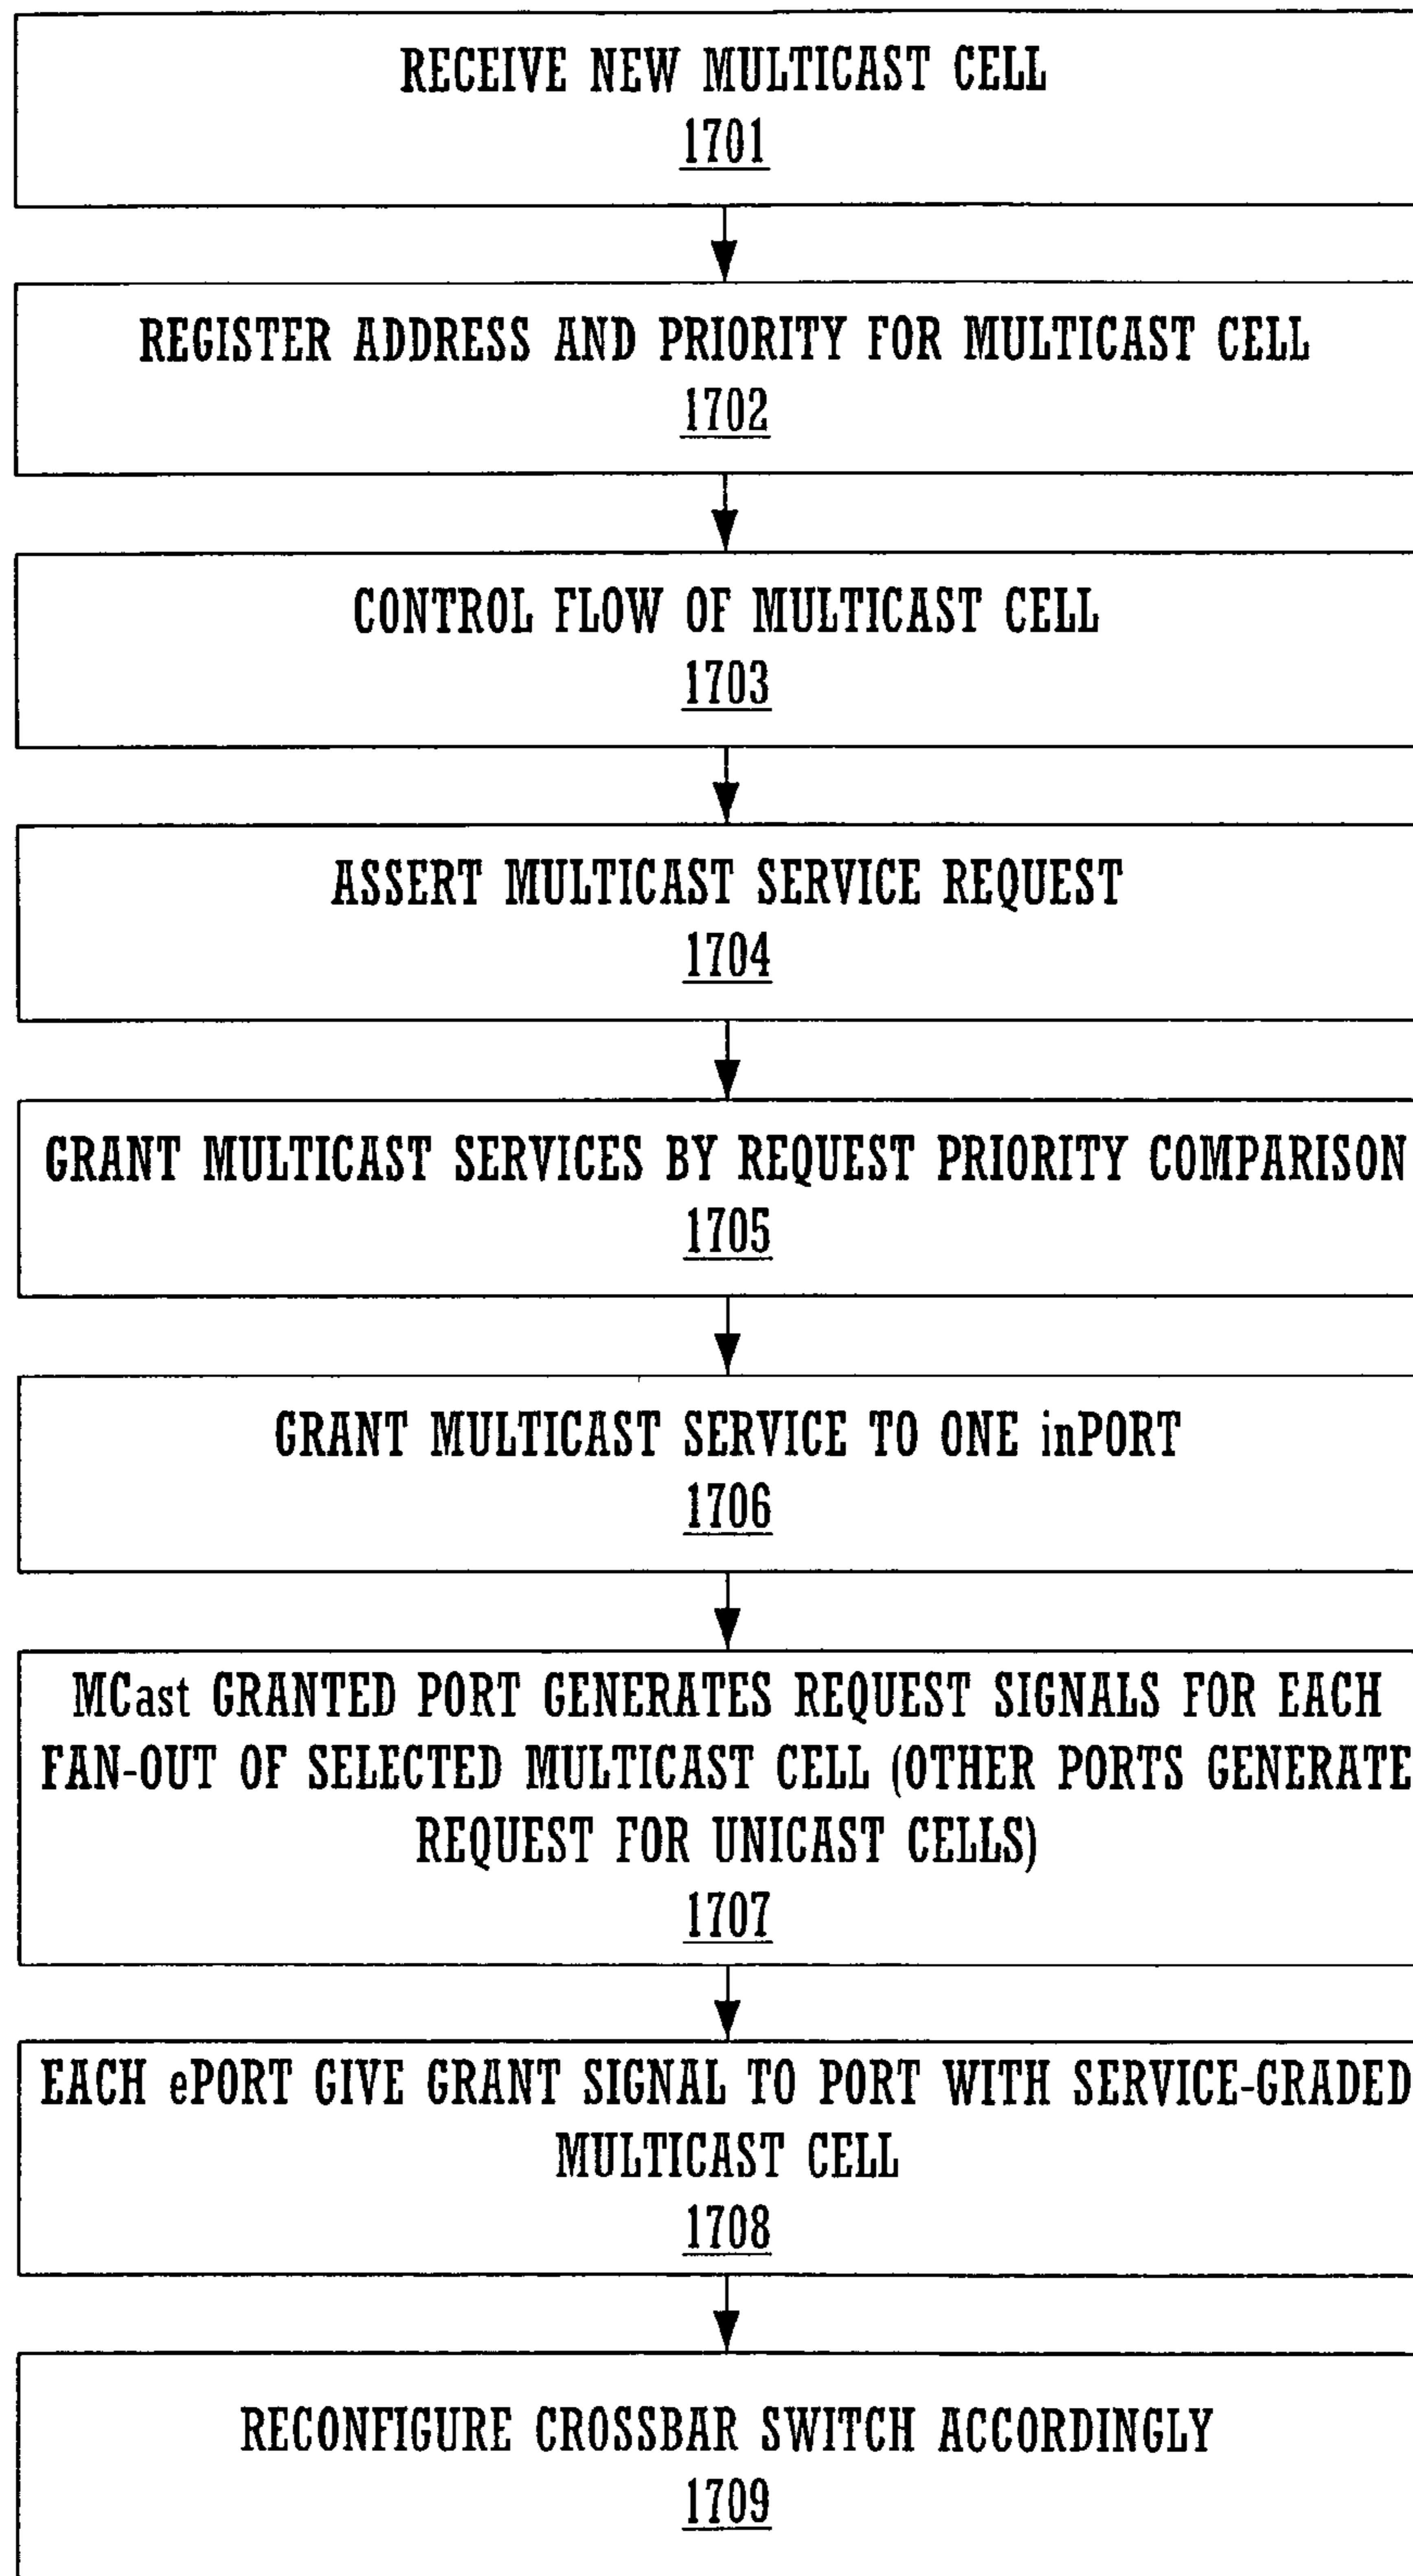 RECEIVE NEW MULTICAST CELL
1701
REGISTER ADDRESS AND PRIORITY FOR MULTICAST CELL
1702
CONTROL FLOW OF MULTICAST CELL
1703
ASSERT MULTICAST SERVICE REQUEST
1704
GRANT MULTICAST SERVICES BY REQUEST PRIORITY COMPARISON
1705
GRANT MULTICAST SERVICE TO ONE inPORT
1706
MCast GRANTED PORT GENERATES REQUEST SIGNALS FOR EACH
FAN-OUT OF SELECTED MULTICAST CELL (OTHER PORTS GENERATE
REQUEST FOR UNICAST CELLS)
1707
EACH ePORT GIVE GRANT SIGNAL TO PORT WITH SERVICE-GRADED
MULTICAST CELL
1708
RECONFIGURE CROSSBAR SWITCH ACCORDINGLY
1709